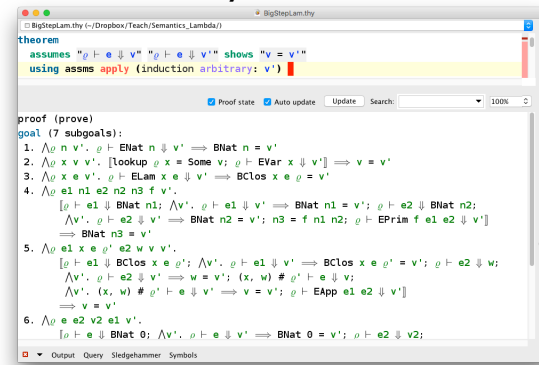 BigStepLam.thy
BigStepLam.thy (~/Dropbox/Teach/Semantics_Lambda/)
theorem
assumes "ϱ ⊢ e ⇓ v" "ϱ ⊢ e ⇓ v'" shows "v = v'"
using assms apply (induction arbitrary: v')
Proof state Auto update Update Search: 100%
proof (prove)
goal (7 subgoals):
1. ⋀ϱ n v'. ϱ ⊢ ENat n ⇓ v' ⟹ BNat n = v'
2. ⋀ϱ x v v'. ⟦lookup ϱ x = Some v; ϱ ⊢ EVar x ⇓ v'⟧ ⟹ v = v'
3. ⋀ϱ x e v'. ϱ ⊢ ELam x e ⇓ v' ⟹ BClos x e ϱ = v'
4. ⋀ϱ e1 n1 e2 n2 n3 f v'.
⟦ϱ ⊢ e1 ⇓ BNat n1; ⋀v'. ϱ ⊢ e1 ⇓ v' ⟹ BNat n1 = v'; ϱ ⊢ e2 ⇓ BNat n2;
⋀v'. ϱ ⊢ e2 ⇓ v' ⟹ BNat n2 = v'; n3 = f n1 n2; ϱ ⊢ EPrim f e1 e2 ⇓ v'⟧
⟹ BNat n3 = v'
5. ⋀ϱ e1 x e ϱ' e2 w v v'.
⟦ϱ ⊢ e1 ⇓ BClos x e ϱ'; ⋀v'. ϱ ⊢ e1 ⇓ v' ⟹ BClos x e ϱ' = v'; ϱ ⊢ e2 ⇓ w;
⋀v'. ϱ ⊢ e2 ⇓ v' ⟹ w = v'; (x, w) # ϱ' ⊢ e ⇓ v;
⋀v'. (x, w) # ϱ' ⊢ e ⇓ v' ⟹ v = v'; ϱ ⊢ EApp e1 e2 ⇓ v'⟧
⟹ v = v'
6. ⋀ϱ e e2 v2 e1 v'.
⟦ϱ ⊢ e ⇓ BNat 0; ⋀v'. ϱ ⊢ e ⇓ v' ⟹ BNat 0 = v'; ϱ ⊢ e2 ⇓ v2;
Output Query Sledgehammer Symbols